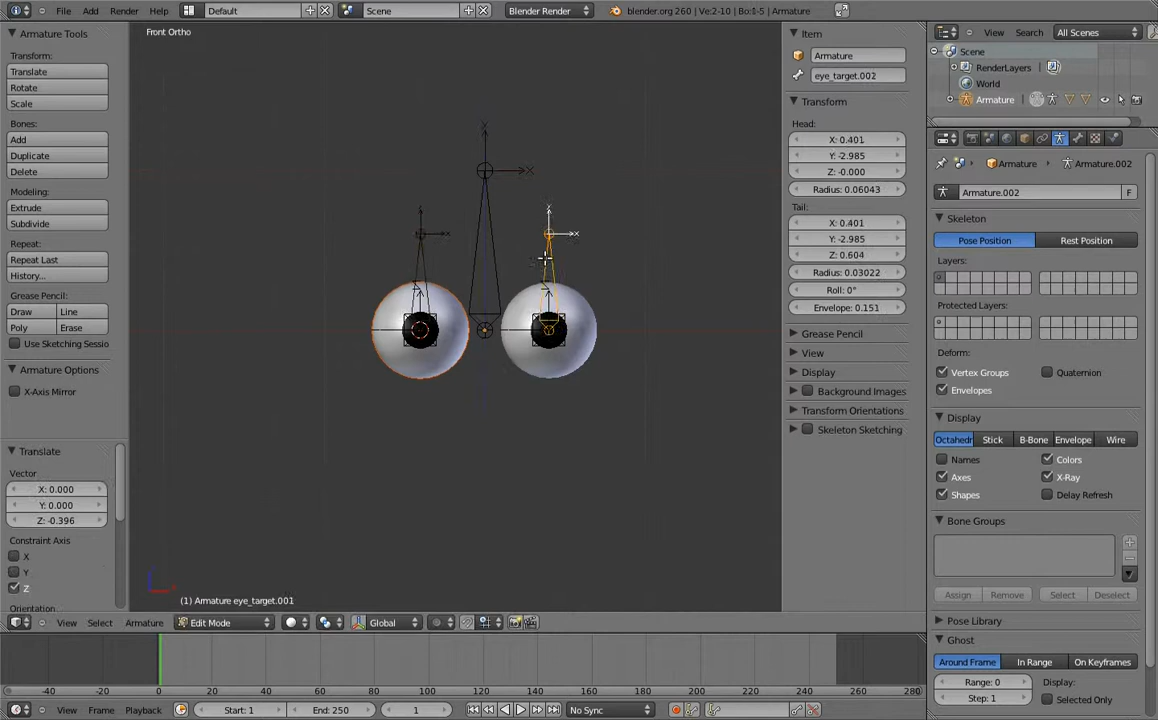 File Add Render Help Default Scene Blender Render blender.org 260 | Ve:2-10 | Bo:1-5 | Armature
Armature Tools
Transform:
Translate
Rotate
Scale
Bones:
Add
Duplicate
Delete
Modeling:
Extrude
Subdivide
Repeat:
Repeat Last
History...
Grease Pencil:
Draw Line
Poly Erase
Use Sketching Sessio
Armature Options
X-Axis Mirror
Translate
Vector
X: 0.000
Y: 0.000
Z: -0.396
Constraint Axis
X
Y
Z
Orientation
Front Ortho
(1) Armature eye_target.001
View Select Armature Edit Mode Global
Item
Armature
eye_target.002
Transform
Head:
X: 0.401
Y: -2.985
Z: -0.000
Radius: 0.06043
Tail:
X: 0.401
Y: -2.985
Z: 0.604
Radius: 0.03022
Roll: 0°
Envelope: 0.151
Grease Pencil
View
Display
Background Images
Transform Orientations
Skeleton Sketching
View Search All Scenes
Scene
RenderLayers
World
Armature
Armature Armature.002
Armature.002 F
Skeleton
Pose Position Rest Position
Layers:
Protected Layers:
Deform:
Vertex Groups Quaternion
Envelopes
Display
Octahedr Stick B-Bone Envelope Wire
Names Colors
Axes X-Ray
Shapes Delay Refresh
Bone Groups
Assign Remove Select Deselect
Pose Library
Ghost
Around Frame In Range On Keyframes
Range: 0 Display:
Step: 1 Selected Only
-40 -20 0 20 40 60 80 100 120 140 160 180 200 220 240 260 280
View Frame Playback Start: 1 End: 250 1 No Sync